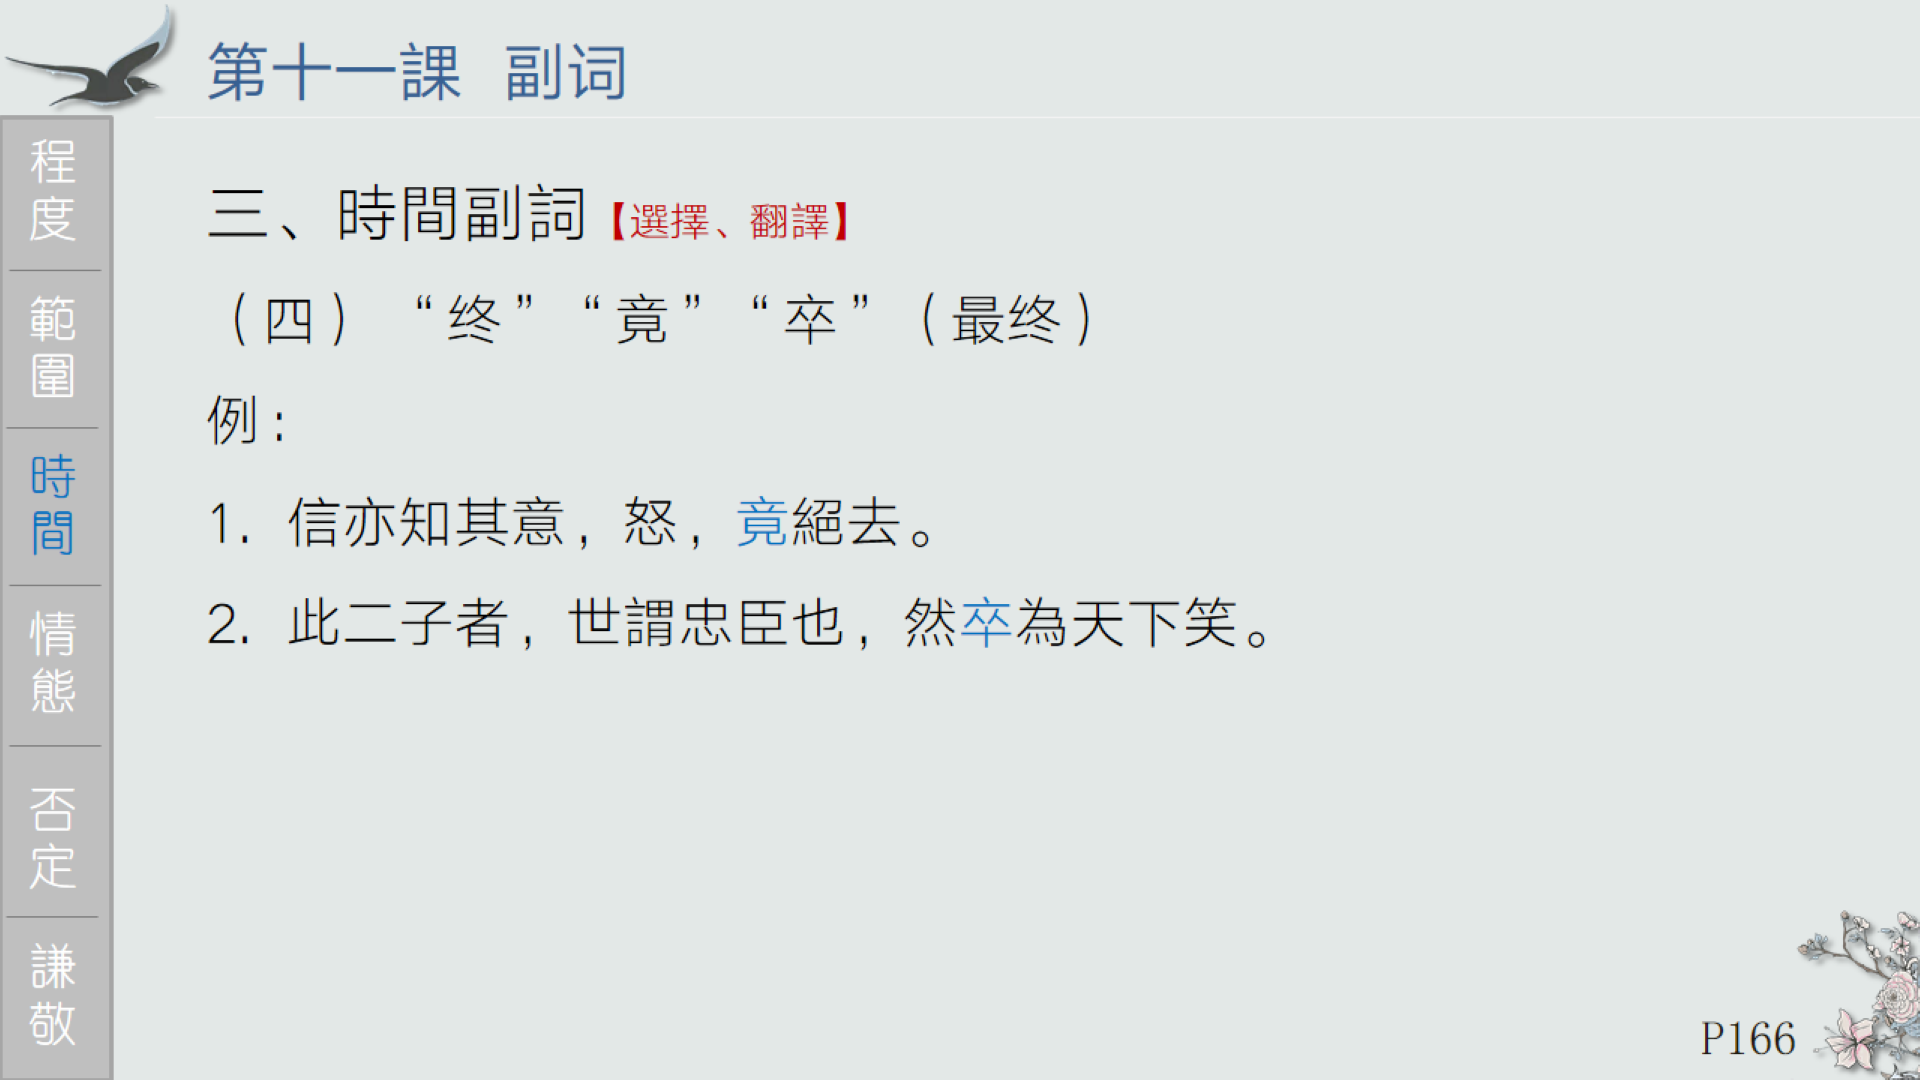 第十一課 副词
程度
範圍
時間
情態
否定
謙敬
三、時間副詞【選擇、翻譯】
（四）“终”“竟”“卒”（最终）
例：
1. 信亦知其意，怒，竟絕去。
2. 此二子者，世謂忠臣也，然卒為天下笑。
P166